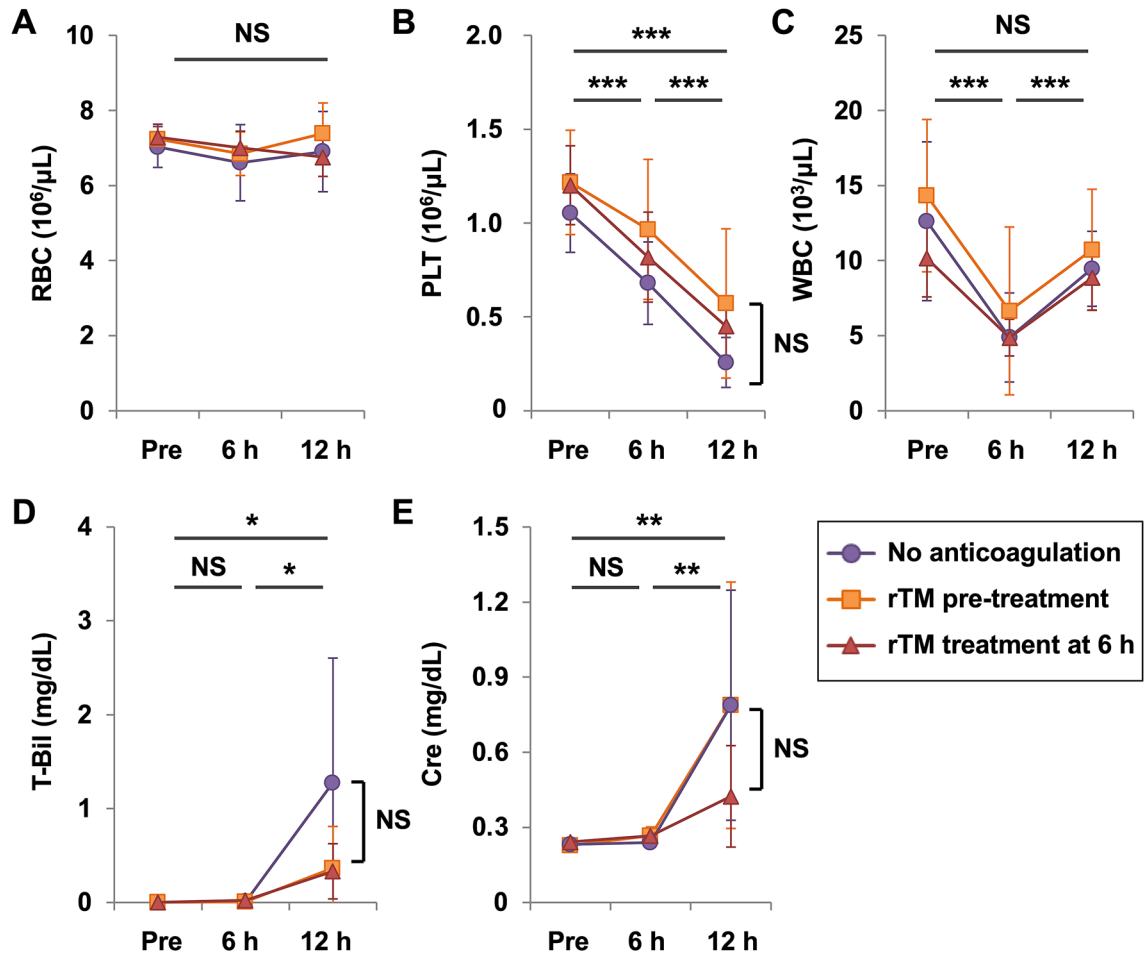 A
RBC (10⁶/µL)
10
8
6
4
2
0
NS
Pre 6 h 12 h
B
PLT (10⁶/µL)
2.0
1.5
1.0
0.5
0
***
*** ***
NS
Pre 6 h 12 h
C
WBC (10³/µL)
25
20
15
10
5
0
NS
*** ***
Pre 6 h 12 h
D
T-Bil (mg/dL)
4
3
2
1
0
*
NS *
NS
Pre 6 h 12 h
E
Cre (mg/dL)
1.5
1.2
0.9
0.6
0.3
0
**
NS **
NS
Pre 6 h 12 h
No anticoagulation
rTM pre-treatment
rTM treatment at 6 h